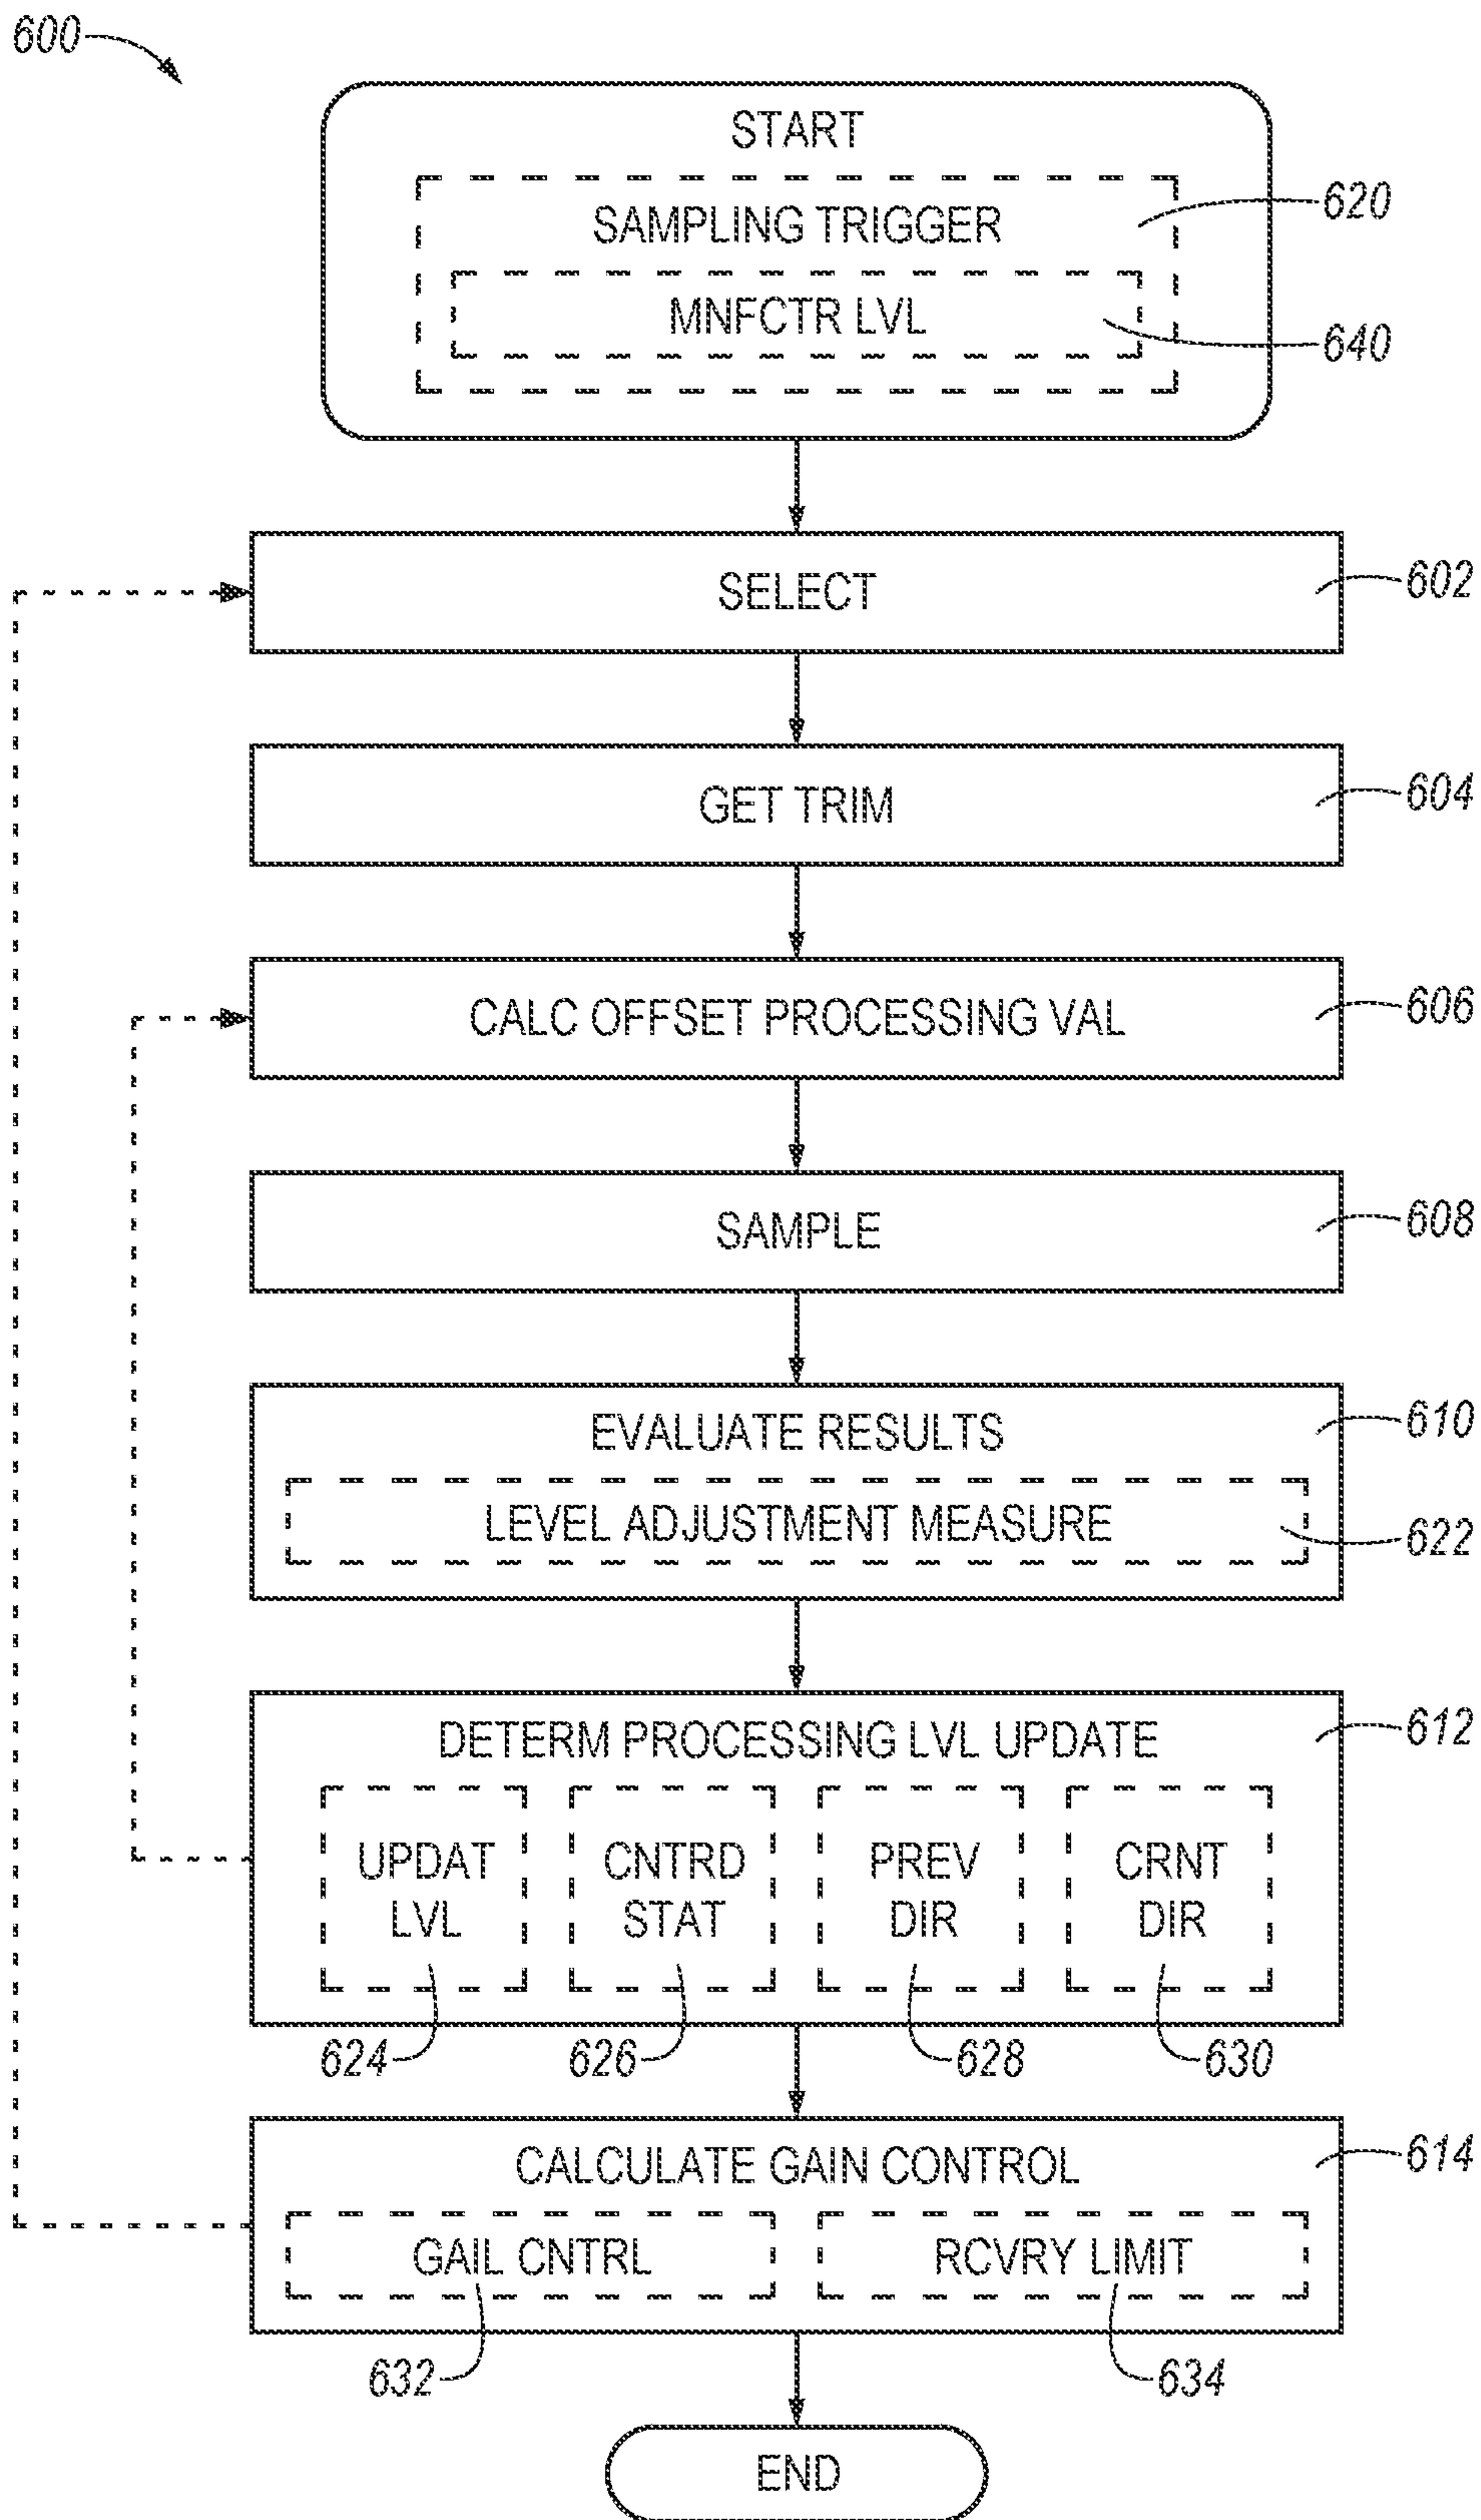 600
START
SAMPLING TRIGGER
620
MNFCTR LVL
640
SELECT
602
GET TRIM
604
CALC OFFSET PROCESSING VAL
606
SAMPLE
608
EVALUATE RESULTS
610
LEVEL ADJUSTMENT MEASURE
622
DETERM PROCESSING LVL UPDATE
612
UPDAT
LVL
CNTRD
STAT
PREV
DIR
CRNT
DIR
624
626
628
630
CALCULATE GAIN CONTROL
614
GAIL CNTRL
RCVRY LIMIT
632
634
END